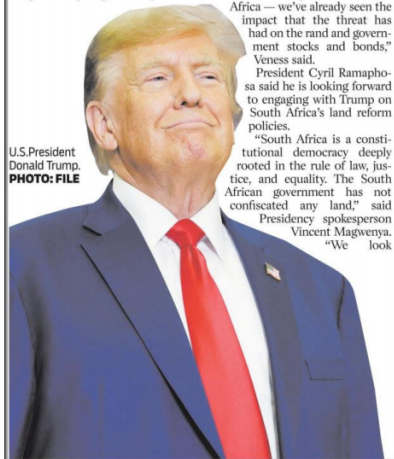 Africa — we've already seen the
impact that the threat has
had on the rand and govern-
ment stocks and bonds,"
Veness said.
President Cyril Ramapho-
sa said he is looking forward
to engaging with Trump on
South Africa's land reform
policies.
"South Africa is a consti-
tutional democracy deeply
rooted in the rule of law, jus-
tice, and equality. The South
African government has not
confiscated any land," said
Presidency spokesperson
Vincent Magwenya.
"We look
U.S.President
Donald Trump.
PHOTO: FILE